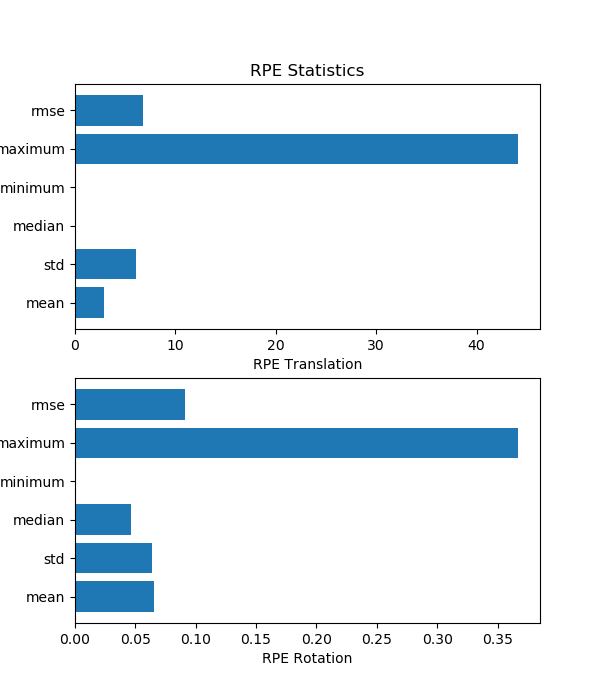 RPE Statistics
rmse
maximum
minimum
median
std
mean
0 10 20 30 40
RPE Translation
rmse
maximum
minimum
median
std
mean
0.00 0.05 0.10 0.15 0.20 0.25 0.30 0.35
RPE Rotation